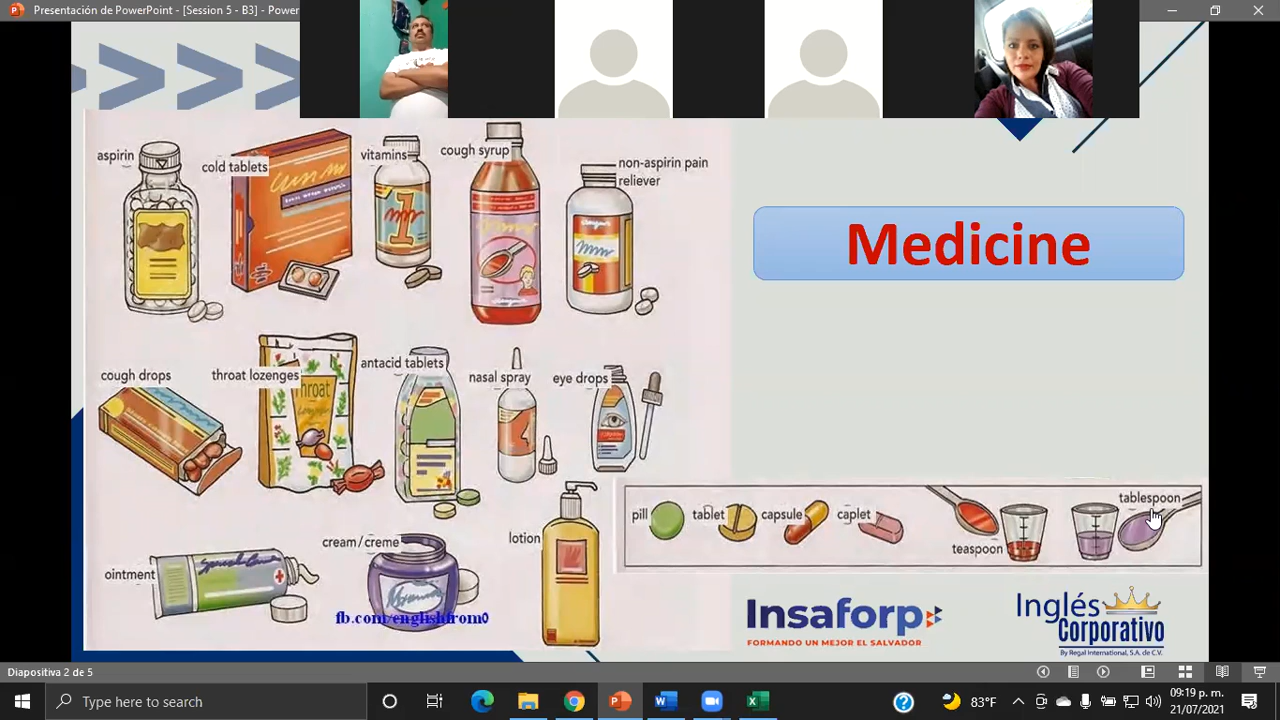 Presentación de PowerPoint - [Session 5 - B3] - Power
aspirin
cold tablets
vitamins
cough syrup
non-aspirin pain
reliever
1
Medicine
cough drops
throat lozenges
throat
antacid tablets
nasal spray
eye drops
pill
tablet
capsule
caplet
teaspoon
tablespoon
ointment
cream/creme
lotion
fb.com/englishfrom0
Insaforp
FORMANDO UN MEJOR EL SALVADOR
Inglés
Corporativo
By Regal International, S.A. de C.V.
Diapositiva 2 de 5
Type here to search
83°F
09:19 p. m.
21/07/2021